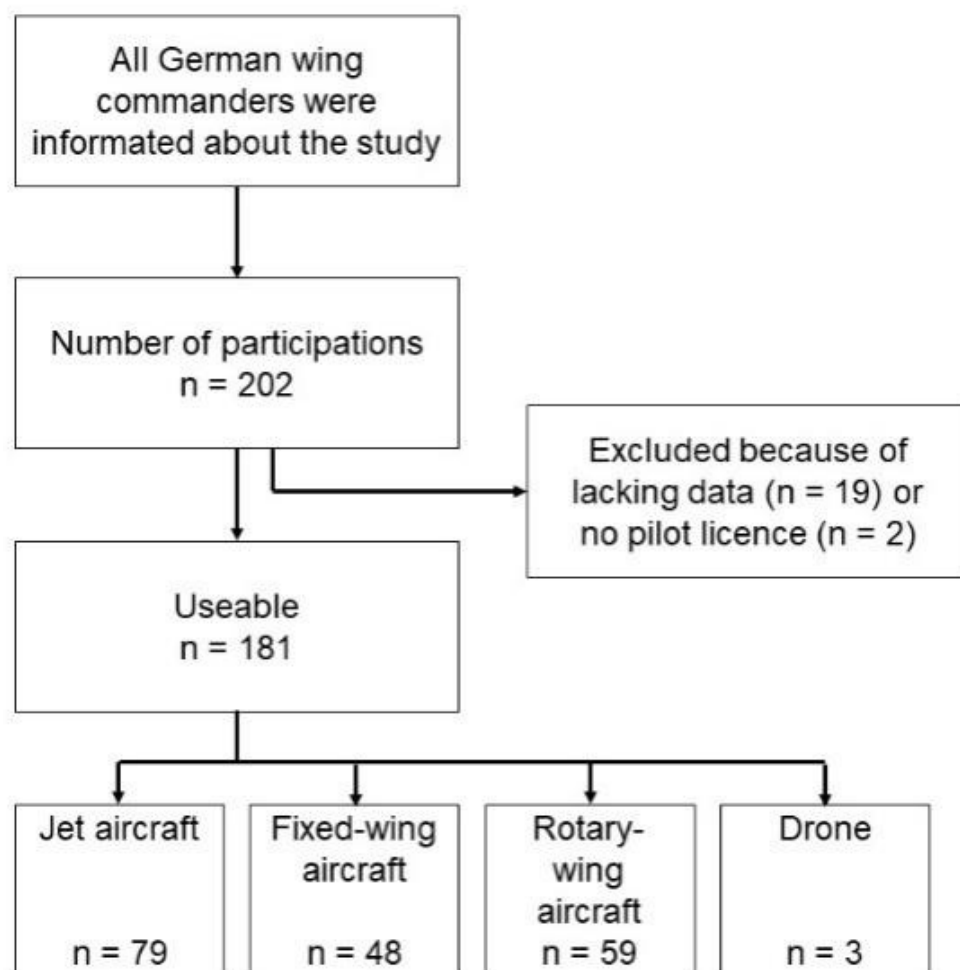 All German wing
commanders were
informated about the study
Number of participations
n = 202
Excluded because of
lacking data (n = 19) or
no pilot licence (n = 2)
Useable
n = 181
Jet aircraft
n = 79
Fixed-wing
aircraft
n = 48
Rotary-
wing
aircraft
n = 59
Drone
n = 3